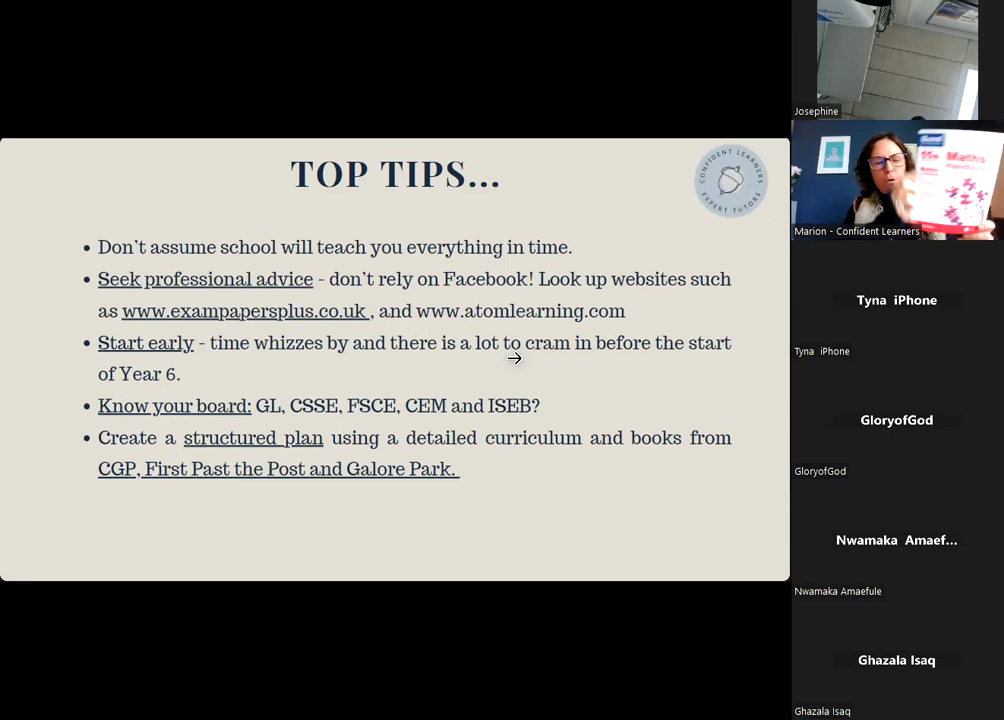 TOP TIPS...
CONFIDENT LEARNERS
EXPERT TUTORS
• Don’t assume school will teach you everything in time.
• Seek professional advice - don’t rely on Facebook! Look up websites such
as www.exampapersplus.co.uk , and www.atomlearning.com
• Start early - time whizzes by and there is a lot to cram in before the start
of Year 6.
• Know your board: GL, CSSE, FSCE, CEM and ISEB?
• Create a structured plan using a detailed curriculum and books from
CGP, First Past the Post and Galore Park.
Josephine
11+ Maths
Marion - Confident Learners
Tyna iPhone
Tyna iPhone
GloryofGod
GloryofGod
Nwamaka Amaef...
Nwamaka Amaefule
Ghazala Isaq
Ghazala Isaq